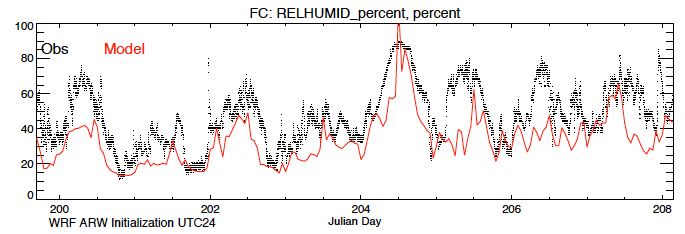 FC: RELHUMID_percent, percent
100
Obs Model
80
60
40
20
0
200 202 204 206 208
WRF ARW Initialization UTC24 Julian Day